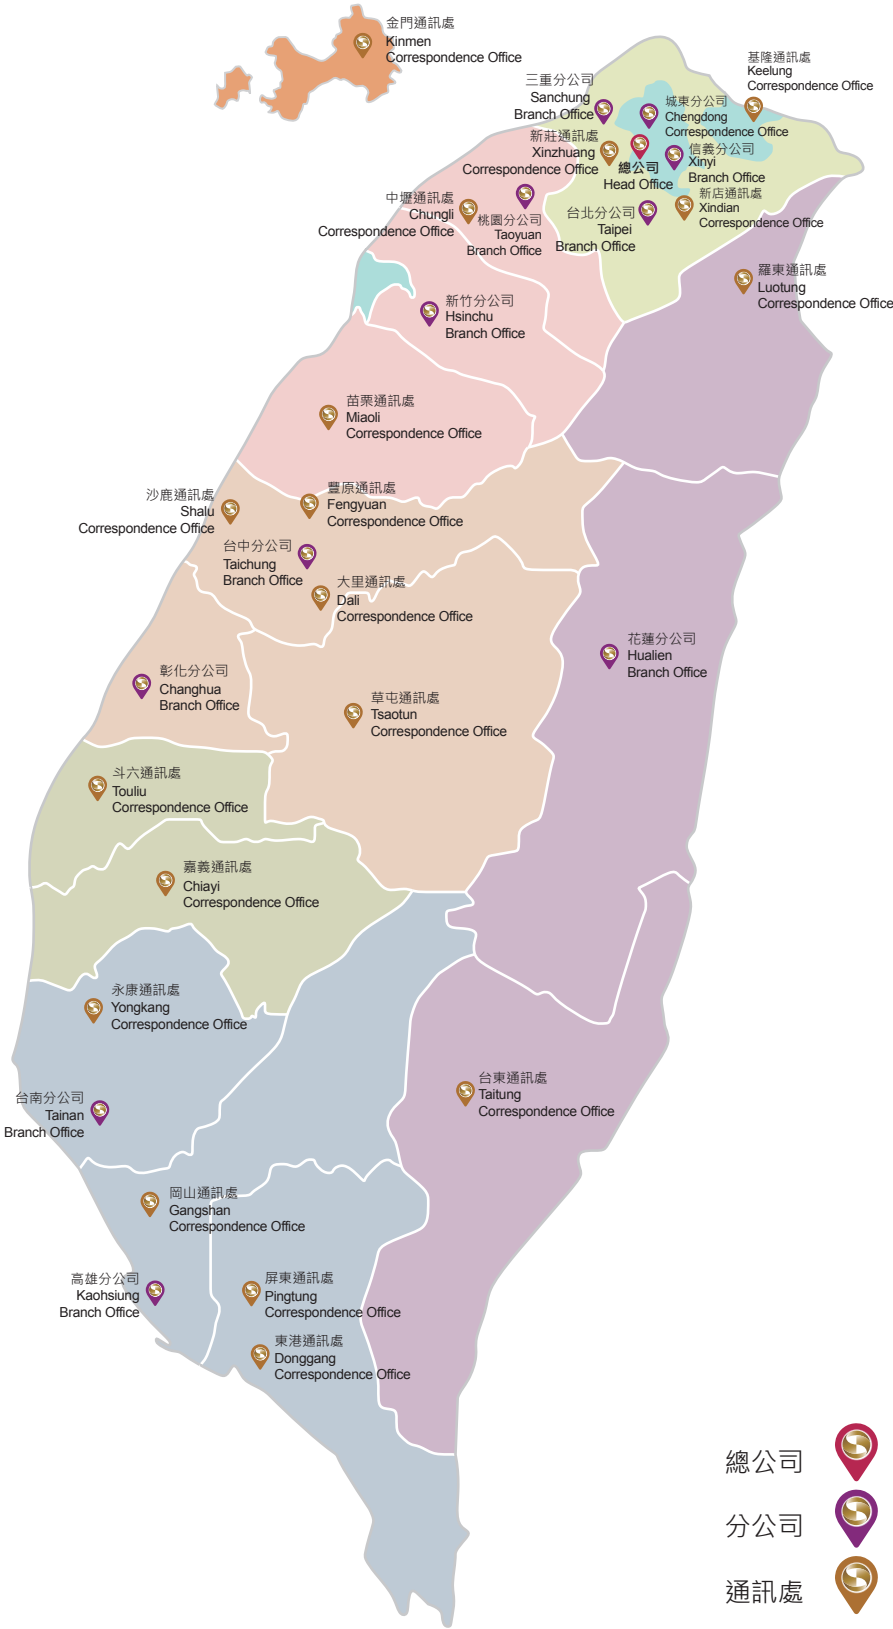 金門通訊處
Kinmen
Correspondence Office
基隆通訊處
Keelung
Correspondence Office
三重分公司
Sanchung
Branch Office
城東分公司
Chengdong
Correspondence Office
新莊通訊處
Xinzhuang
Correspondence Office
總公司
Head Office
信義分公司
Xinyi
Branch Office
中壢通訊處
Chungli
Correspondence Office
桃園分公司
Taoyuan
Branch Office
台北分公司
Taipei
Branch Office
新店通訊處
Xindian
Correspondence Office
羅東通訊處
Luotung
Correspondence Office
新竹分公司
Hsinchu
Branch Office
苗栗通訊處
Miaoli
Correspondence Office
沙鹿通訊處
Shalu
Correspondence Office
豐原通訊處
Fengyuan
Correspondence Office
台中分公司
Taichung
Branch Office
大里通訊處
Dali
Correspondence Office
花蓮分公司
Hualien
Branch Office
彰化分公司
Changhua
Branch Office
草屯通訊處
Tsaotun
Correspondence Office
斗六通訊處
Touliu
Correspondence Office
嘉義通訊處
Chiayi
Correspondence Office
永康通訊處
Yongkang
Correspondence Office
台南分公司
Tainan
Branch Office
台東通訊處
Taitung
Correspondence Office
岡山通訊處
Gangshan
Correspondence Office
高雄分公司
Kaohsiung
Branch Office
屏東通訊處
Pingtung
Correspondence Office
東港通訊處
Donggang
Correspondence Office
總公司
分公司
通訊處